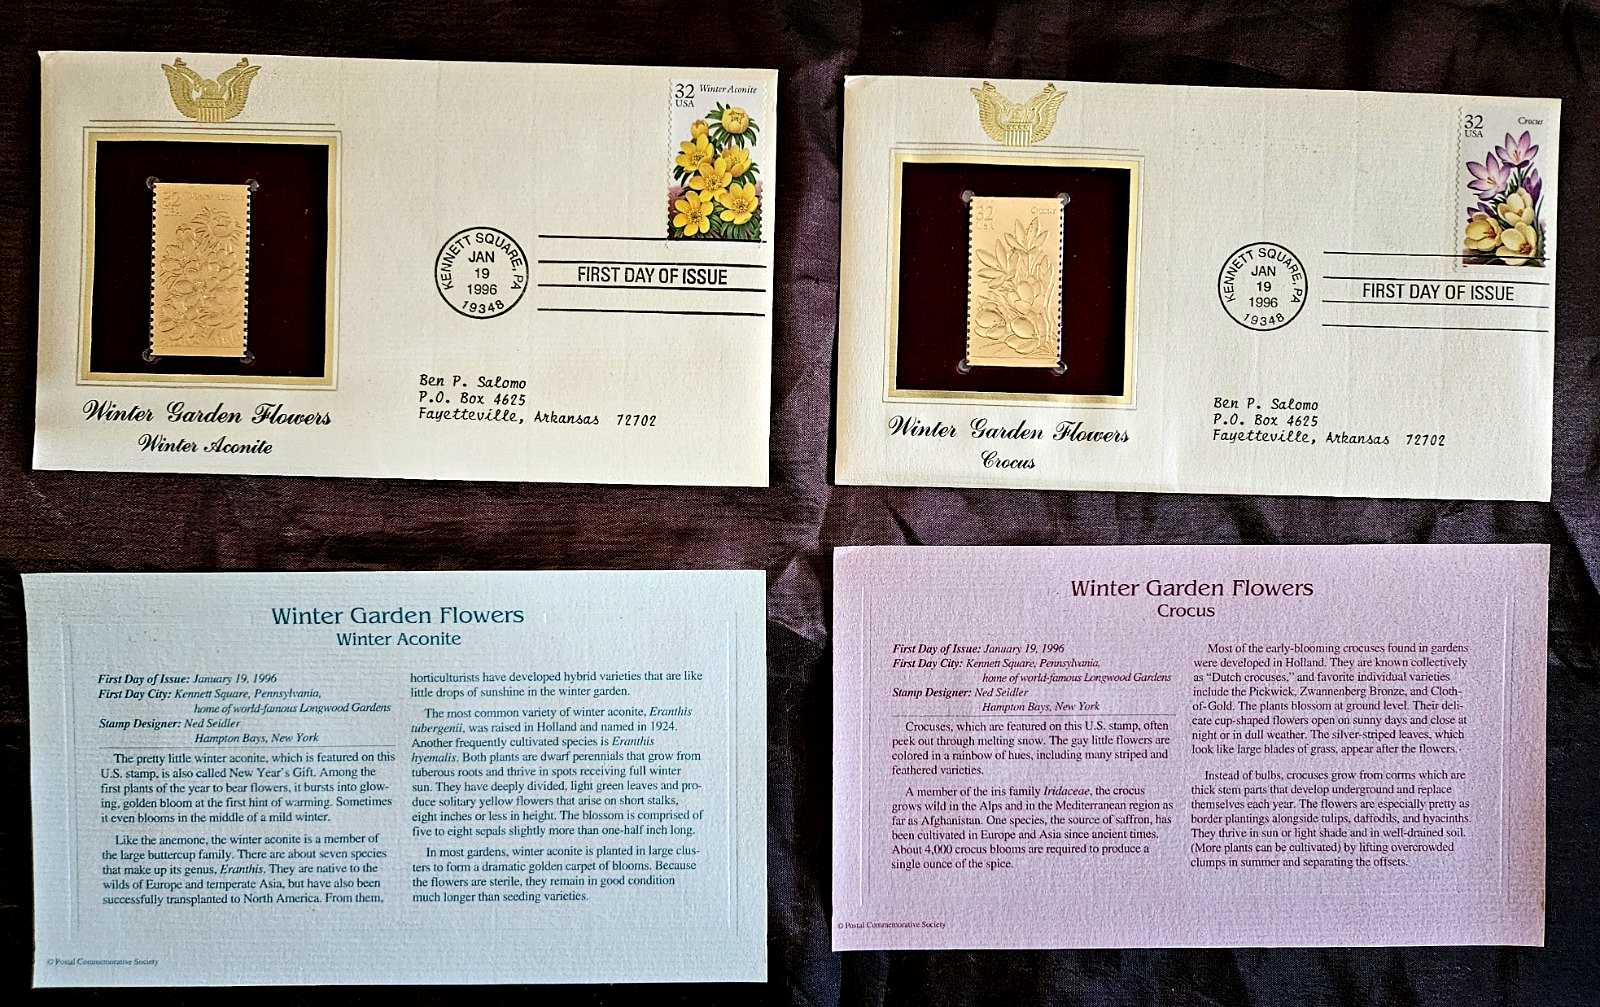 32 Winter Aconite
USA
32
USA
KENNETT SQUARE, PA
JAN
19
1996
19348
FIRST DAY OF ISSUE
Ben P. Salomo
P.O. Box 4625
Fayetteville, Arkansas 72702
Winter Garden Flowers
Winter Aconite
32 Crocus
USA
32 Crocus
USA
KENNETT SQUARE, PA
JAN
19
1996
19348
FIRST DAY OF ISSUE
Ben P. Salomo
P.O. Box 4625
Fayetteville, Arkansas 72702
Winter Garden Flowers
Crocus
Winter Garden Flowers
Winter Aconite
First Day of Issue: January 19, 1996
First Day City: Kennett Square, Pennsylvania,
home of world-famous Longwood Gardens
Stamp Designer: Ned Seidler
Hampton Bays, New York
The pretty little winter aconite, which is featured on this
U.S. stamp, is also called New Year's Gift. Among the
first plants of the year to bear flowers, it bursts into glow-
ing, golden bloom at the first hint of warming. Sometimes
it even blooms in the middle of a mild winter.
Like the anemone, the winter aconite is a member of
the large buttercup family. There are about seven species
that make up its genus, Eranthis. They are native to the
wilds of Europe and temperate Asia, but have also been
successfully transplanted to North America. From them,
horticulturists have developed hybrid varieties that are like
little drops of sunshine in the winter garden.
The most common variety of winter aconite, Eranthis
tubergenii, was raised in Holland and named in 1924.
Another frequently cultivated species is Eranthis
hyemalis. Both plants are dwarf perennials that grow from
tuberous roots and thrive in spots receiving full winter
sun. They have deeply divided, light green leaves and pro-
duce solitary yellow flowers that arise on short stalks,
eight inches or less in height. The blossom is comprised of
five to eight sepals slightly more than one-half inch long.
In most gardens, winter aconite is planted in large clus-
ters to form a dramatic golden carpet of blooms. Because
the flowers are sterile, they remain in good condition
much longer than seeding varieties.
© Postal Commemorative Society
Winter Garden Flowers
Crocus
First Day of Issue: January 19, 1996
First Day City: Kennett Square, Pennsylvania,
home of world-famous Longwood Gardens
Stamp Designer: Ned Seidler
Hampton Bays, New York
Crocuses, which are featured on this U.S. stamp, often
peek out through melting snow. The gay little flowers are
colored in a rainbow of hues, including many striped and
feathered varieties.
A member of the iris family Iridaceae, the crocus
grows wild in the Alps and in the Mediterranean region as
far as Afghanistan. One species, the source of saffron, has
been cultivated in Europe and Asia since ancient times.
About 4,000 crocus blooms are required to produce a
single ounce of the spice.
Most of the early-blooming crocuses found in gardens
were developed in Holland. They are known collectively
as “Dutch crocuses,” and favorite individual varieties
include the Pickwick, Zwannenberg Bronze, and Cloth-
of-Gold. The plants blossom at ground level. Their deli-
cate cup-shaped flowers open on sunny days and close at
night or in dull weather. The silver-striped leaves, which
look like large blades of grass, appear after the flowers.
Instead of bulbs, crocuses grow from corms which are
thick stem parts that develop underground and replace
themselves each year. The flowers are especially pretty as
border plantings alongside tulips, daffodils, and hyacinths.
They thrive in sun or light shade and in well-drained soil.
(More plants can be cultivated) by lifting overcrowded
clumps in summer and separating the offsets.
© Postal Commemorative Society